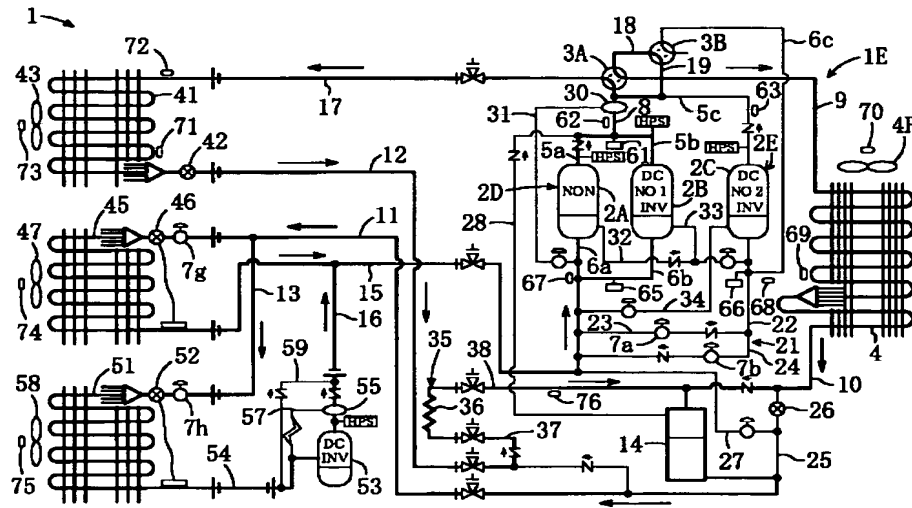 1
72
18
3B
6c
3A
19
1E
43
41
17
30
63
31
62
8
5c
9
70
4F
HPS
71
42
12
6
5b
HPS
2E
73
5a
HPS
2C
DC
NO 2
INV
2D
NON
DC
NO 1
INV
2B
2A
45
46
11
28
33
69
47
7g
32
6a
6b
67
15
65
34
66
68
74
13
16
23
22
7a
21
4
51
52
59
35
38
24
7b
10
58
55
57
36
76
26
7h
HPS
37
14
DC
INV
27
25
75
54
53